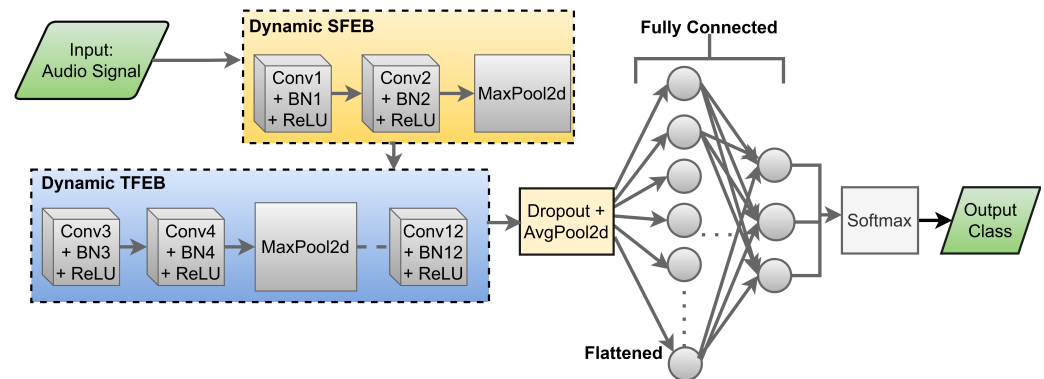 Input:
Audio Signal
Dynamic SFEB
Conv1
+ BN1
+ ReLU
Conv2
+ BN2
+ ReLU
MaxPool2d
Dynamic TFEB
Conv3
+ BN3
+ ReLU
Conv4
+ BN4
+ ReLU
MaxPool2d
Conv12
+ BN12
+ ReLU
Dropout +
AvgPool2d
Fully Connected
Flattened
Softmax
Output
Class